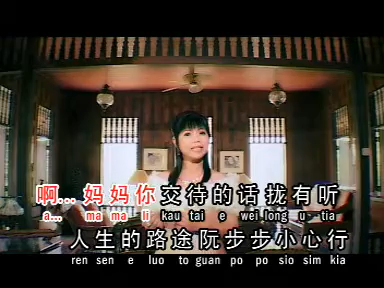 啊... 妈妈你交待的话拢有听
a... ma ma li kau tai e wei long u tia
人生的路途阮步步小心行
ren sen e luo to guan po po sio sim kia